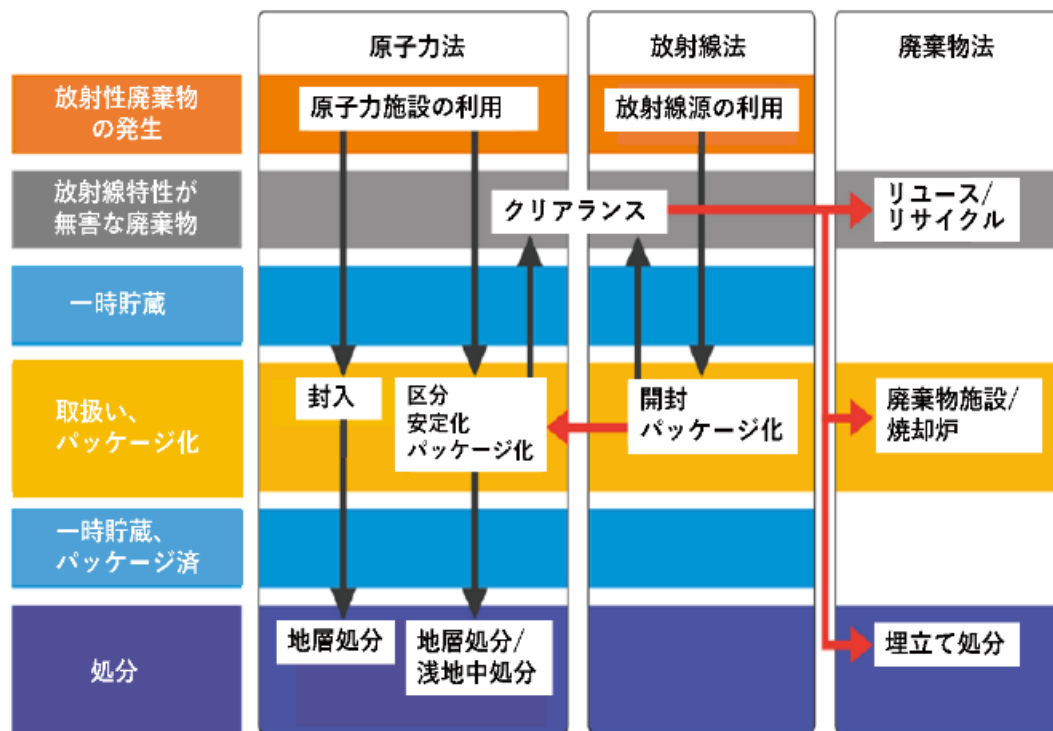 原子力法
放射線法
廃棄物法
放射性廃棄物
の発生
原子力施設の利用
放射線源の利用
放射線特性が
無害な廃棄物
クリアランス
リユース/
リサイクル
一時貯蔵
取扱い、
パッケージ化
封入
区分
安定化
パッケージ化
開封
パッケージ化
廃棄物施設/
焼却炉
一時貯蔵、
パッケージ済
処分
地層処分
地層処分/
浅地中処分
埋立て処分